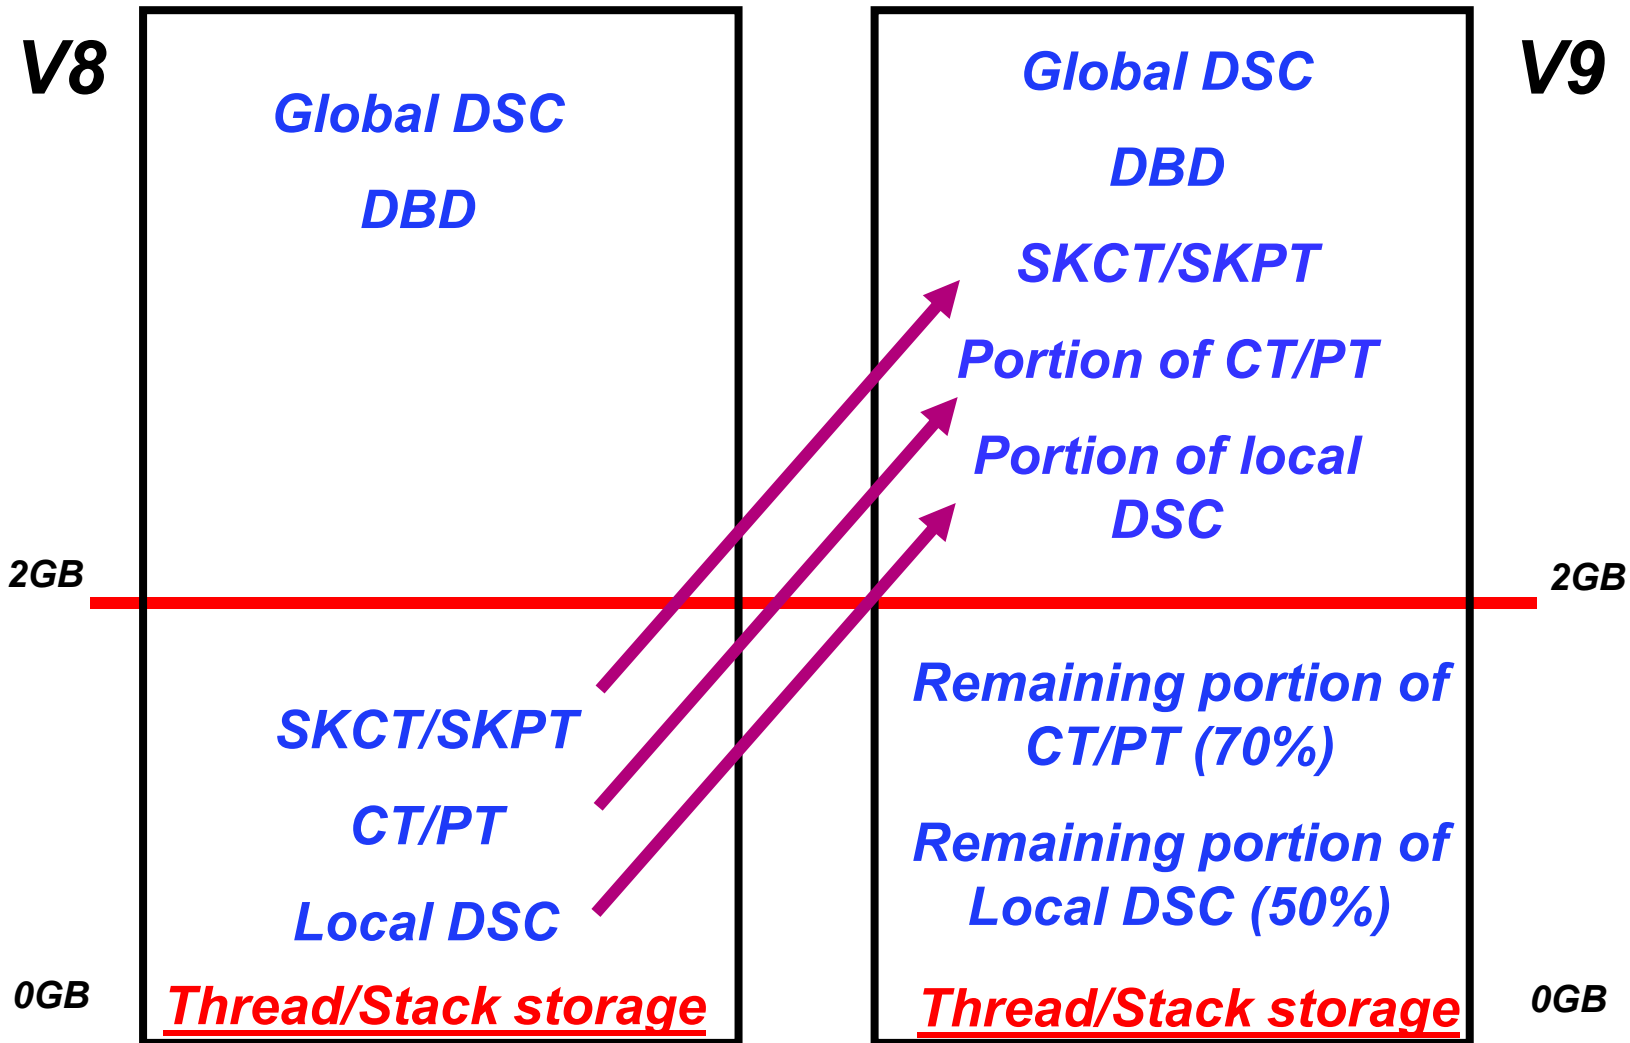 V8
Global DSC
DBD
2GB
SKCT/SKPT
CT/PT
Local DSC
0GB
Thread/Stack storage
V9
Global DSC
DBD
SKCT/SKPT
Portion of CT/PT
Portion of local
DSC
2GB
Remaining portion of
CT/PT (70%)
Remaining portion of
Local DSC (50%)
0GB
Thread/Stack storage